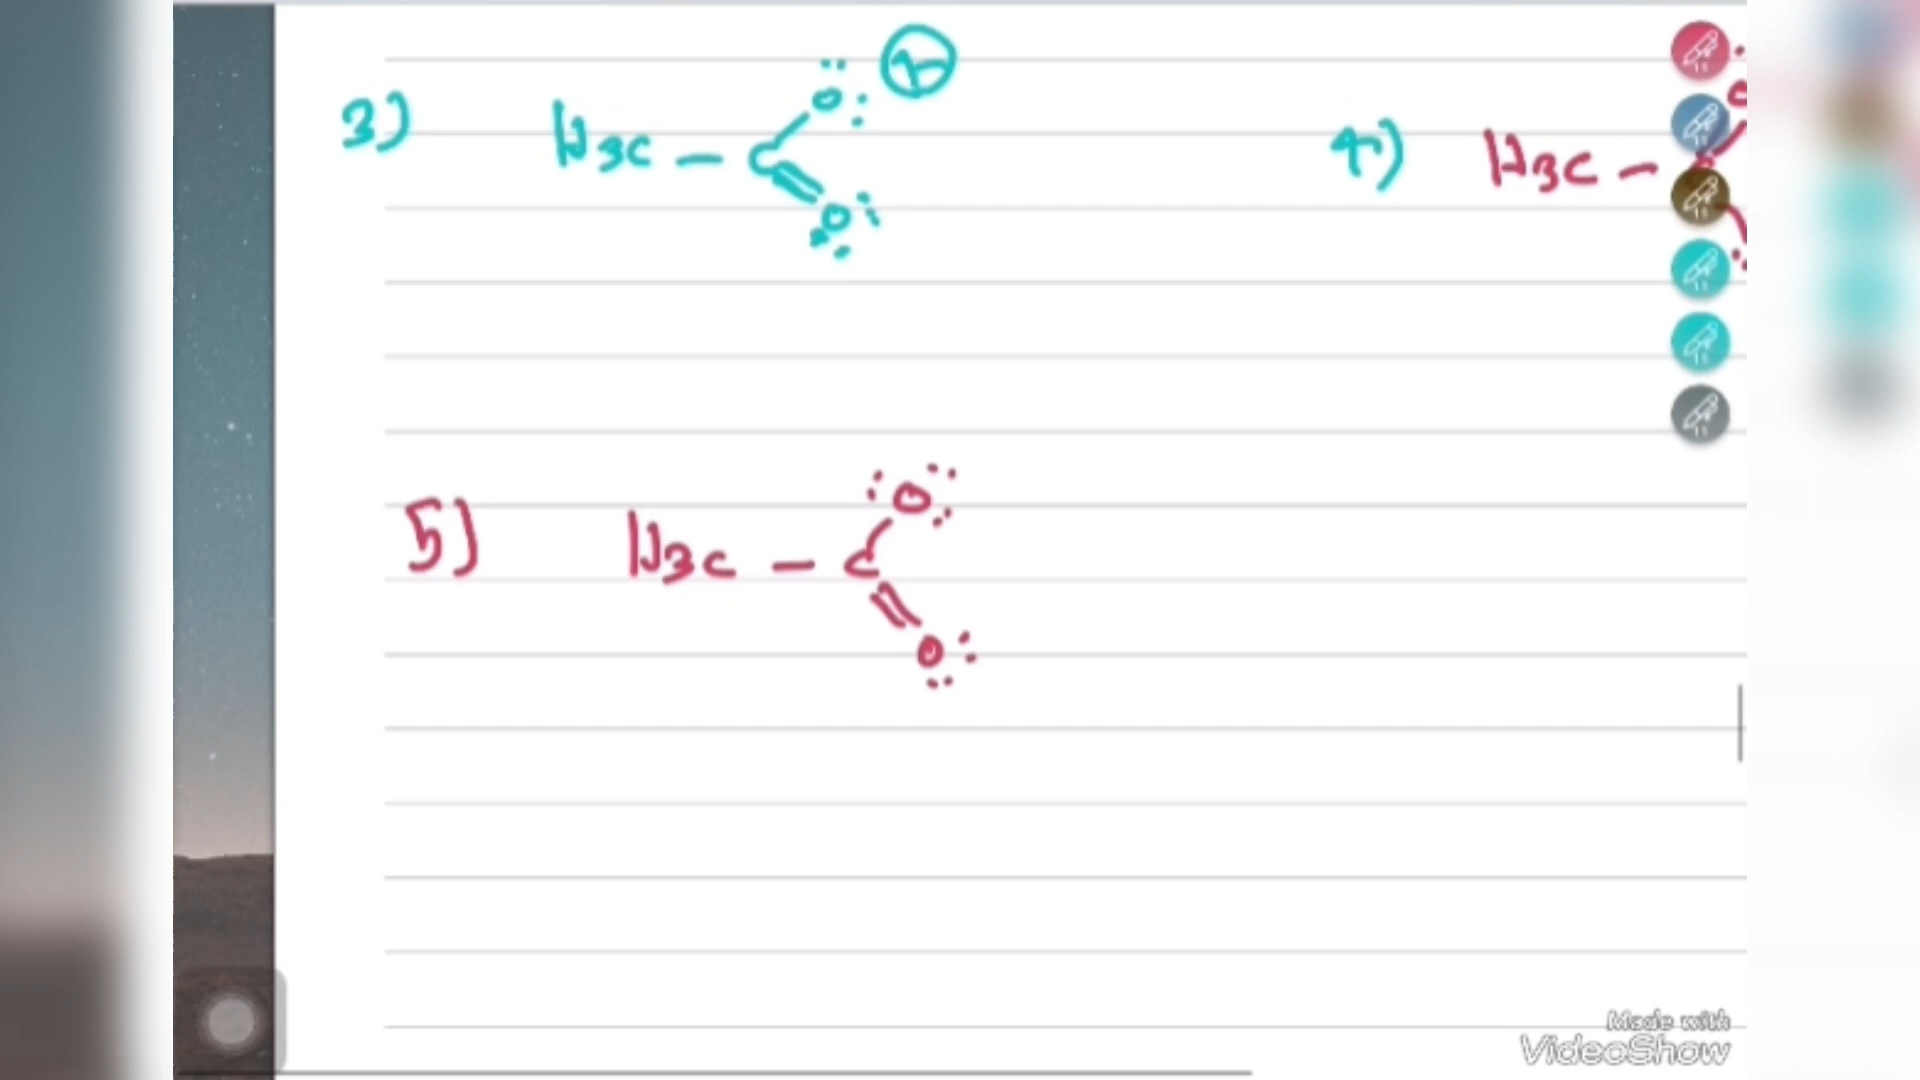 3) H3C - C O: = O:
4) H3C -
5) H3C - C O: = O:
Made with
VideoShow